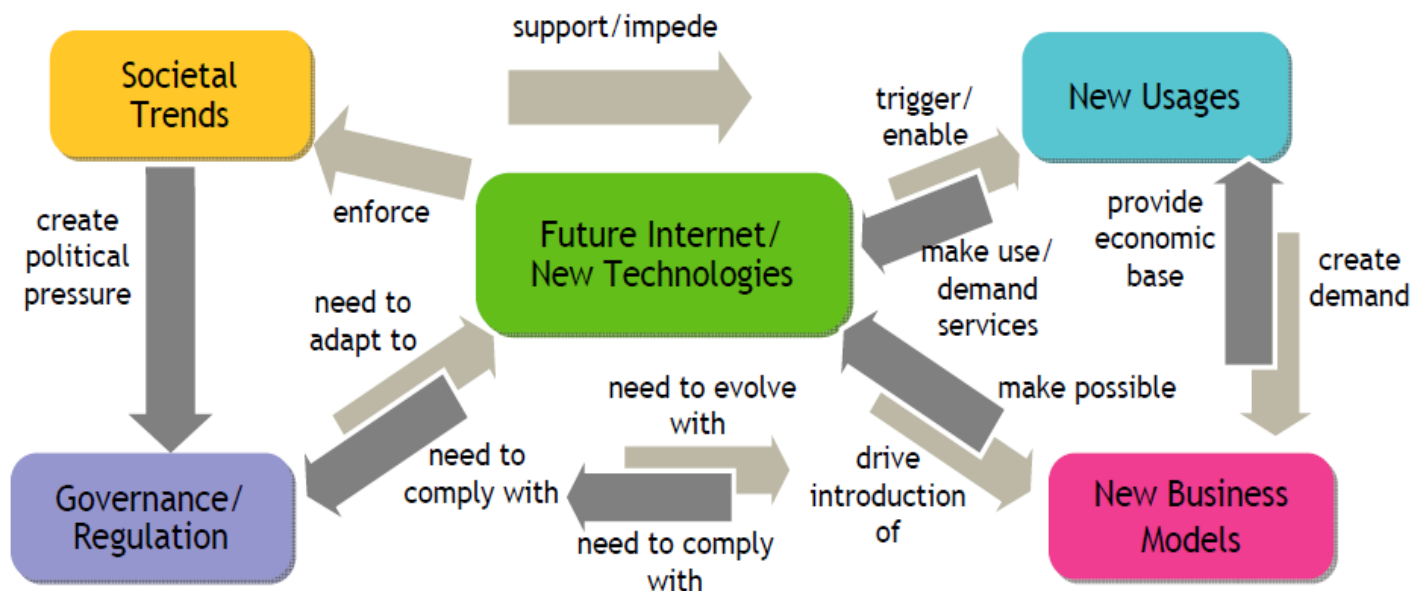 support/impede
Societal
Trends
New Usages
trigger/
enable
enforce
create
political
pressure
Future Internet/
New Technologies
provide
economic
base
make use/
demand
services
create
demand
need to
adapt to
need to evolve
with
make possible
need to
comply with
drive
introduction
of
Governance/
Regulation
New Business
Models
need to comply
with